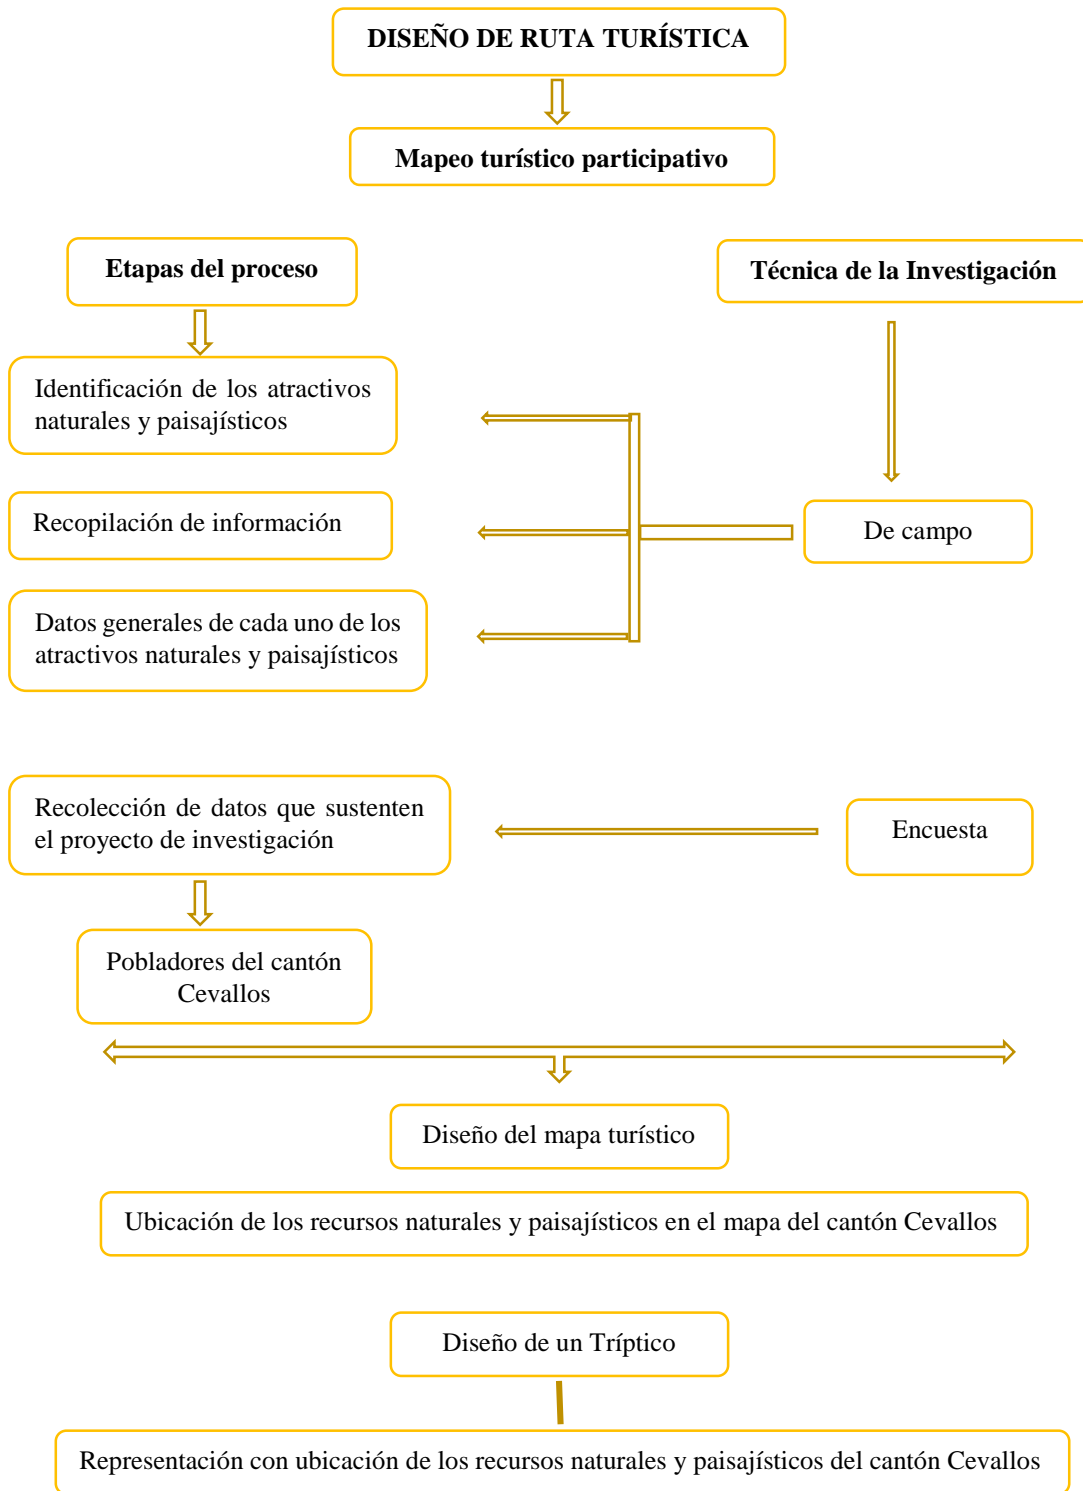 DISEÑO DE RUTA TURÍSTICA
Mapeo turístico participativo
Etapas del proceso
Técnica de la Investigación
Identificación de los atractivos
naturales y paisajísticos
Recopilación de información
De campo
Datos generales de cada uno de los
atractivos naturales y paisajísticos
Recolección de datos que sustenten
el proyecto de investigación
Encuesta
Pobladores del cantón
Cevallos
Diseño del mapa turístico
Ubicación de los recursos naturales y paisajísticos en el mapa del cantón Cevallos
Diseño de un Tríptico
Representación con ubicación de los recursos naturales y paisajísticos del cantón Cevallos